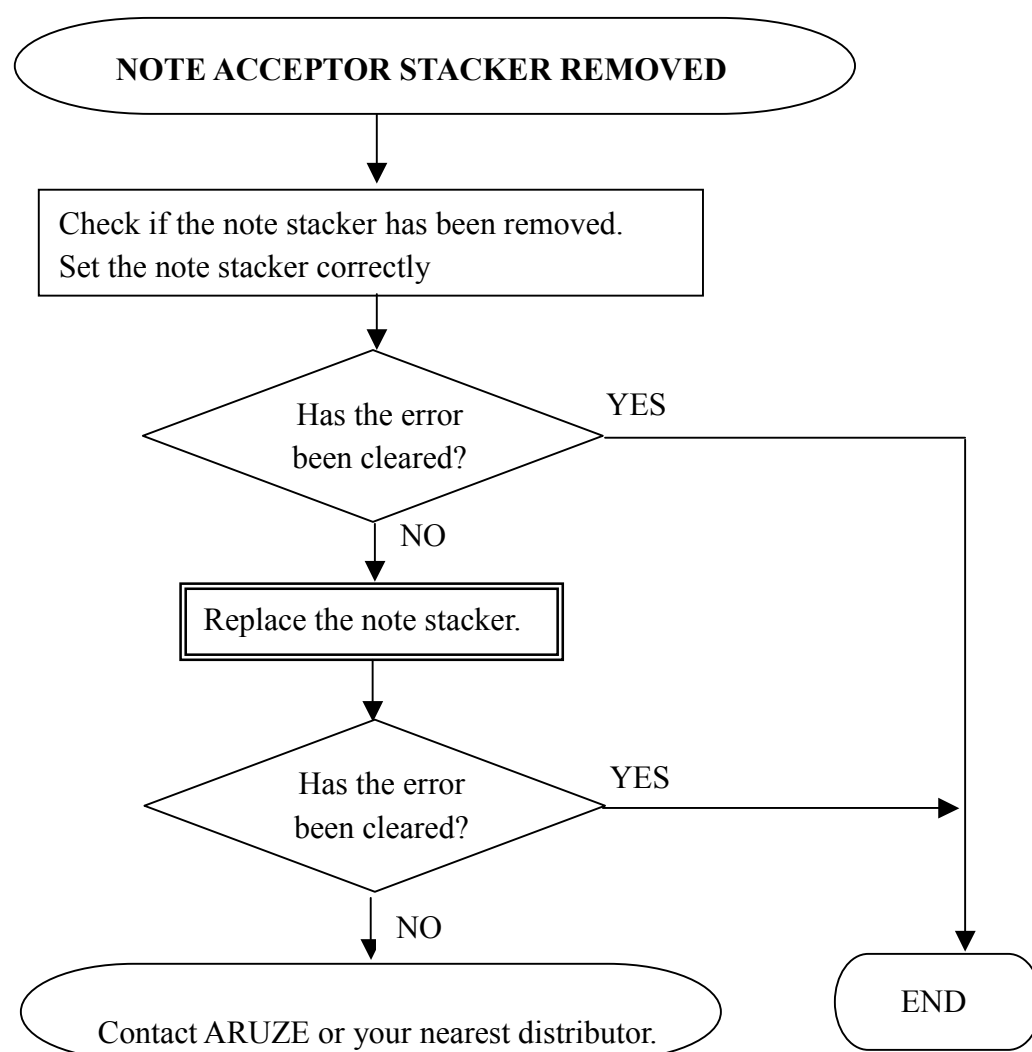 NOTE ACCEPTOR STACKER REMOVED
Check if the note stacker has been removed.
Set the note stacker correctly
Has the error
been cleared?
YES
NO
Replace the note stacker.
Has the error
been cleared?
YES
NO
END
Contact ARUZE or your nearest distributor.